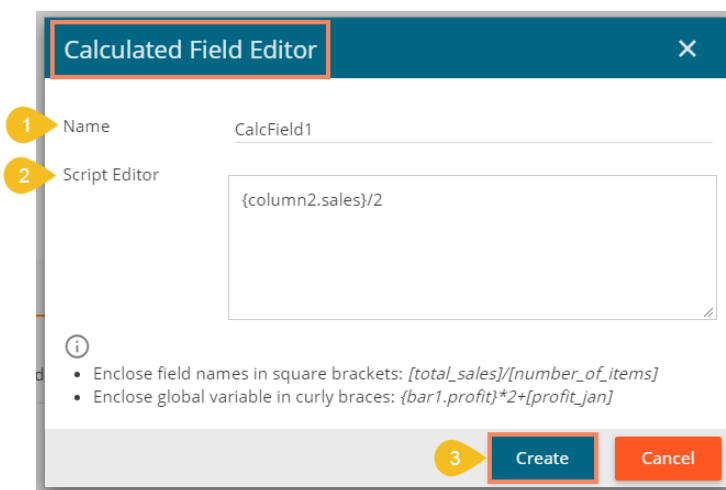 Calculated Field Editor
1 Name CalcField1
2 Script Editor
{column2.sales}/2
• Enclose field names in square brackets: [total_sales]/[number_of_items]
• Enclose global variable in curly braces: {bar1.profit}*2+[profit_jan]
3 Create Cancel